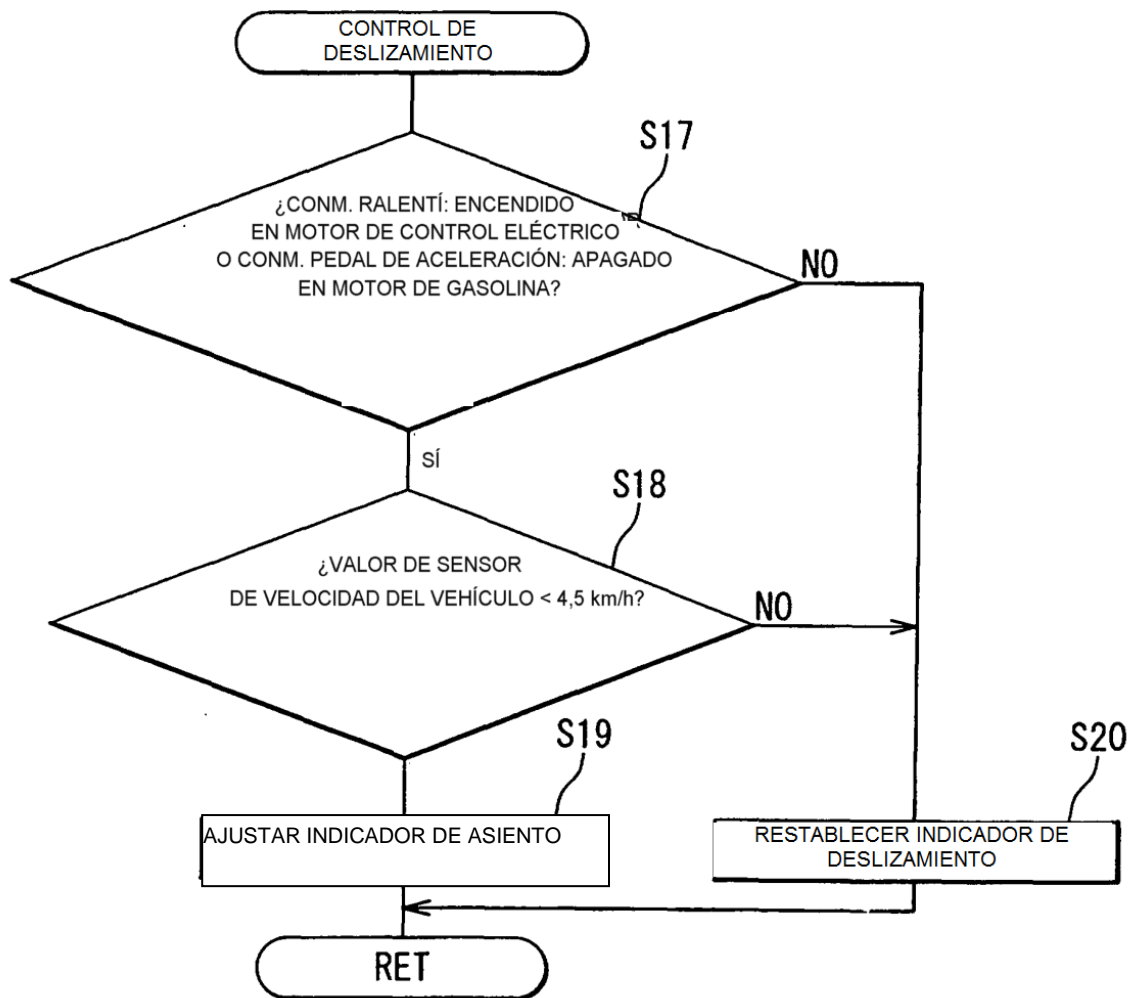 CONTROL DE
DESLIZAMIENTO
S17
¿CONM. RALENTÍ: ENCENDIDO
EN MOTOR DE CONTROL ELÉCTRICO
O CONM. PEDAL DE ACELERACIÓN: APAGADO
EN MOTOR DE GASOLINA?
NO
SÍ
S18
¿VALOR DE SENSOR
DE VELOCIDAD DEL VEHÍCULO < 4,5 km/h?
NO
S19
AJUSTAR INDICADOR DE ASIENTO
S20
RESTABLECER INDICADOR DE
DESLIZAMIENTO
RET